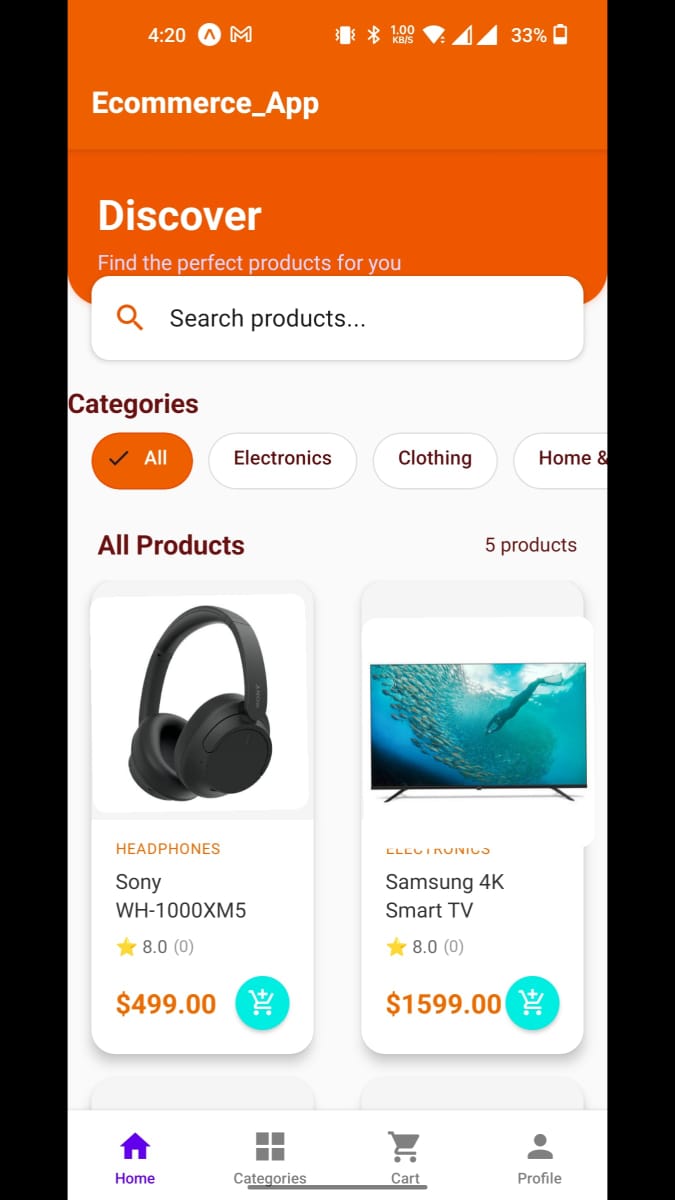 4:20 1.00 KB/S 33%
Ecommerce_App
Discover
Find the perfect products for you
Search products...
Categories
All Electronics Clothing Home &
All Products 5 products
SONY
HEADPHONES ELECTRONICS
Sony
WH-1000XM5
Samsung 4K
Smart TV
8.0 (0) 8.0 (0)
$499.00 $1599.00
Home Categories Cart Profile